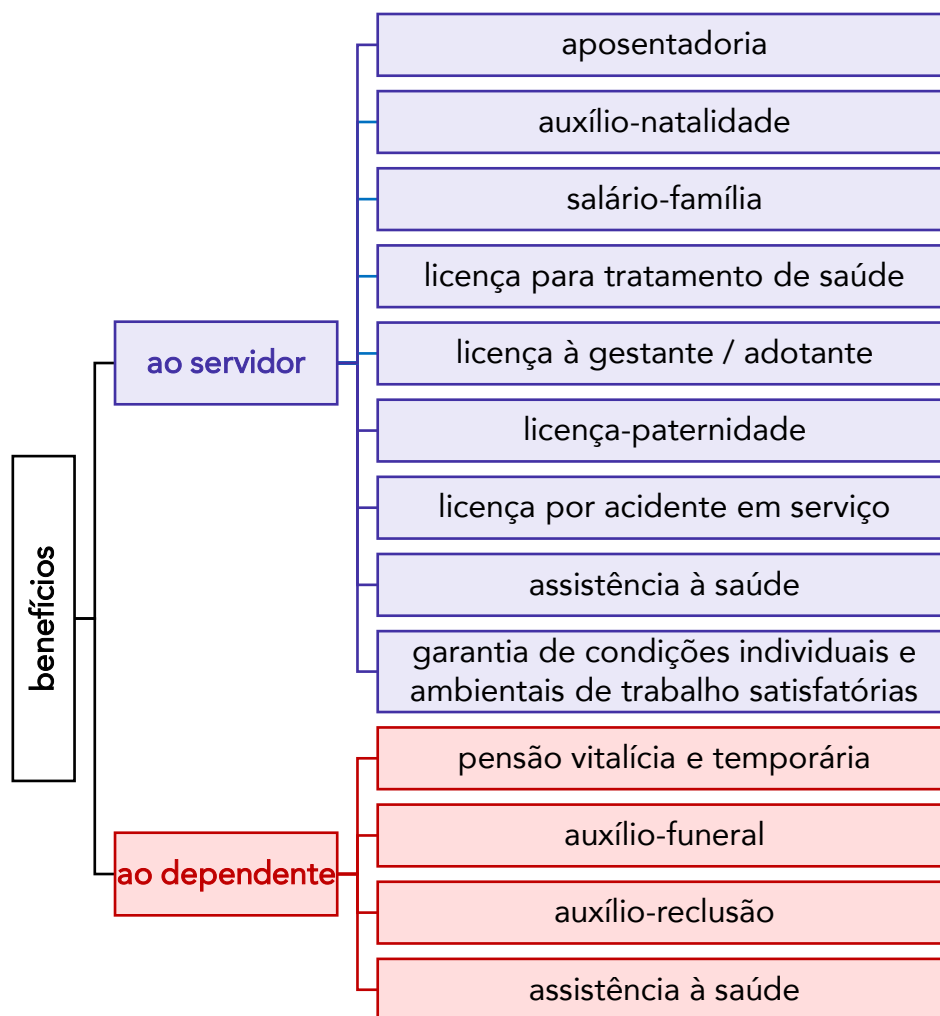 benefícios
ao servidor
aposentadoria
auxílio-natalidade
salário-família
licença para tratamento de saúde
licença à gestante / adotante
licença-paternidade
licença por acidente em serviço
assistência à saúde
garantia de condições individuais e
ambientais de trabalho satisfatórias
ao dependente
pensão vitalícia e temporária
auxílio-funeral
auxílio-reclusão
assistência à saúde